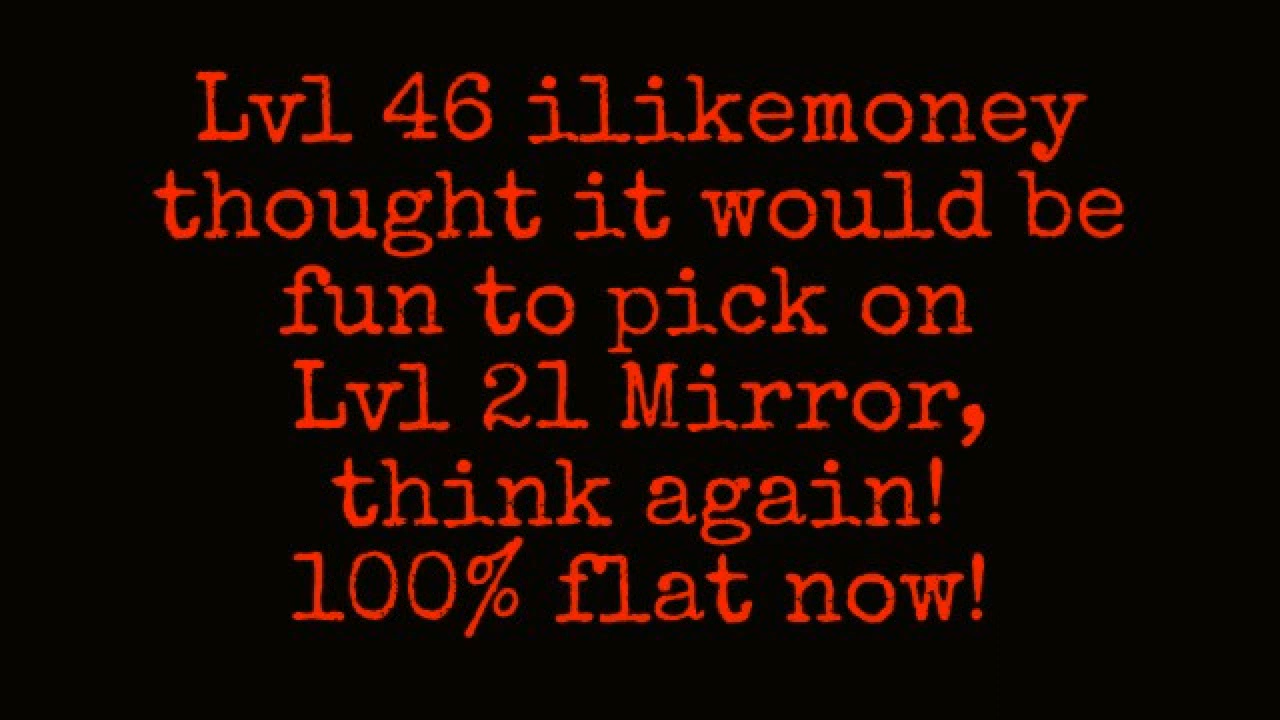 Lvl 46 ilikemoney
thought it would be
fun to pick on
Lvl 21 Mirror,
think again!
100% flat now!